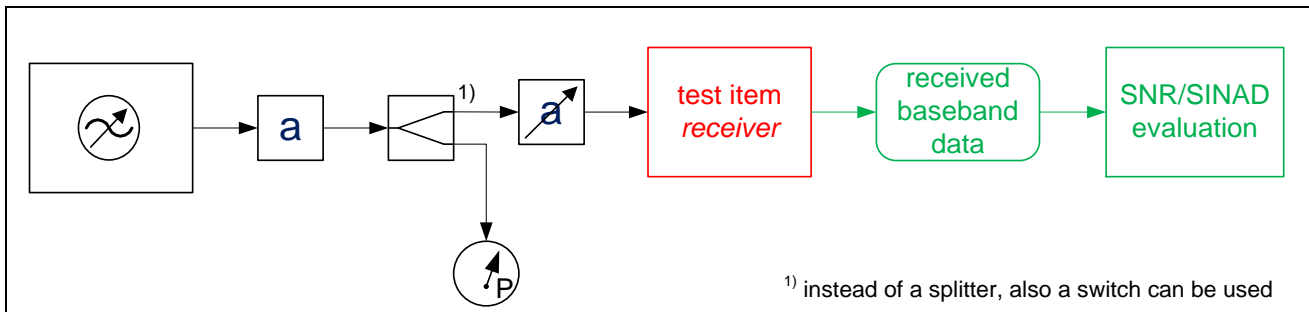 a
1)
a
test item
receiver
received
baseband
data
SNR/SINAD
evaluation
P
1) instead of a splitter, also a switch can be used